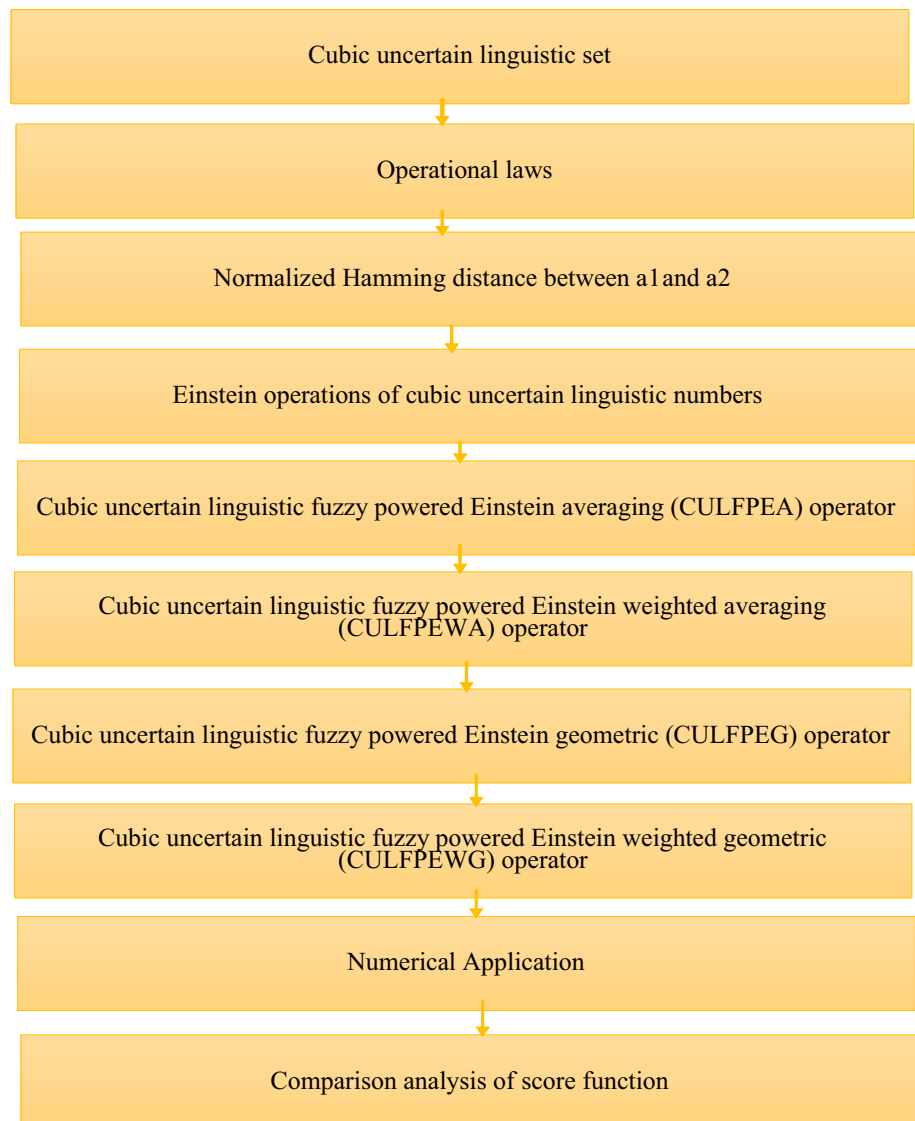 Cubic uncertain linguistic set
Operational laws
Normalized Hamming distance between a1and a2
Einstein operations of cubic uncertain linguistic numbers
Cubic uncertain linguistic fuzzy powered Einstein averaging (CULFPEA) operator
Cubic uncertain linguistic fuzzy powered Einstein weighted averaging
(CULFPEWA) operator
Cubic uncertain linguistic fuzzy powered Einstein geometric (CULFPEG) operator
Cubic uncertain linguistic fuzzy powered Einstein weighted geometric
(CULFPEWG) operator
Numerical Application
Comparison analysis of score function